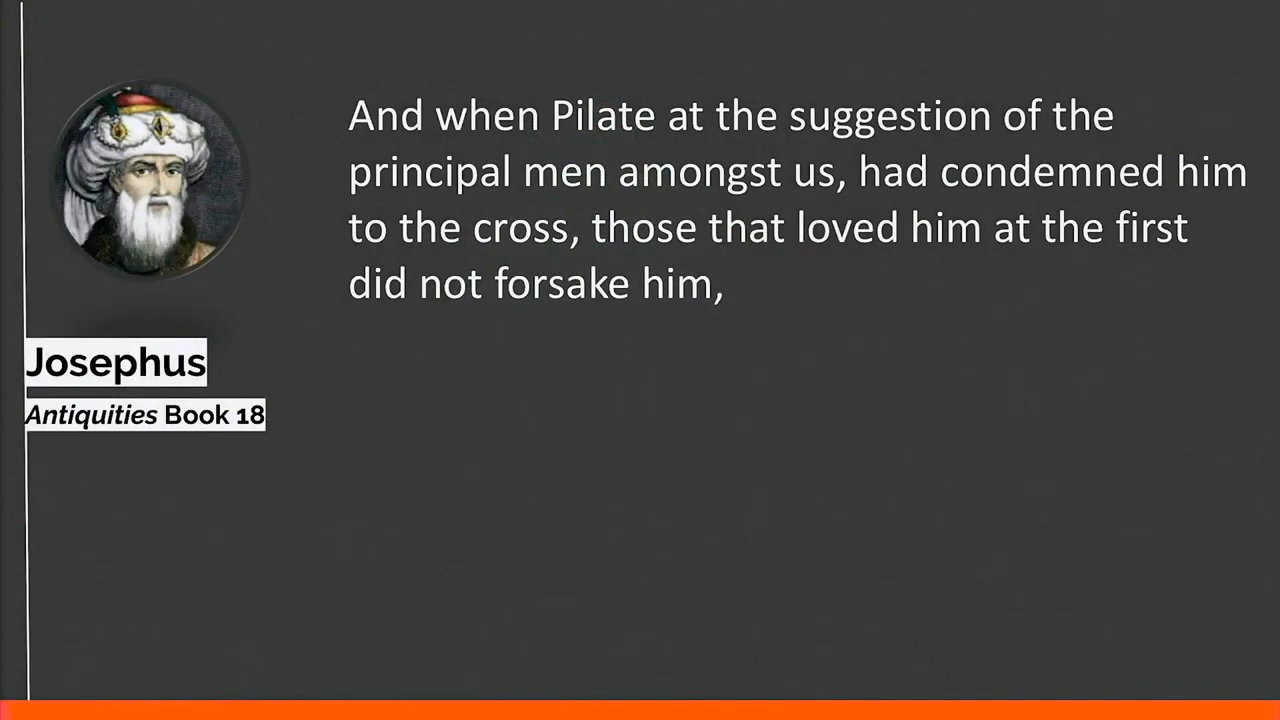 And when Pilate at the suggestion of the
principal men amongst us, had condemned him
to the cross, those that loved him at the first
did not forsake him,
Josephus
Antiquities Book 18